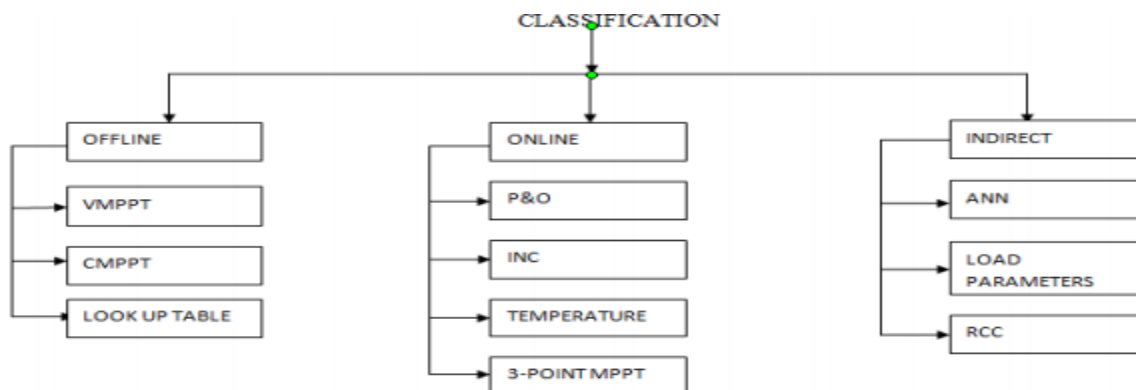 CLASSIFICATION
OFFLINE
VMPPT
CMPPT
LOOK UP TABLE
ONLINE
P&O
INC
TEMPERATURE
3-POINT MPPT
INDIRECT
ANN
LOAD
PARAMETERS
RCC